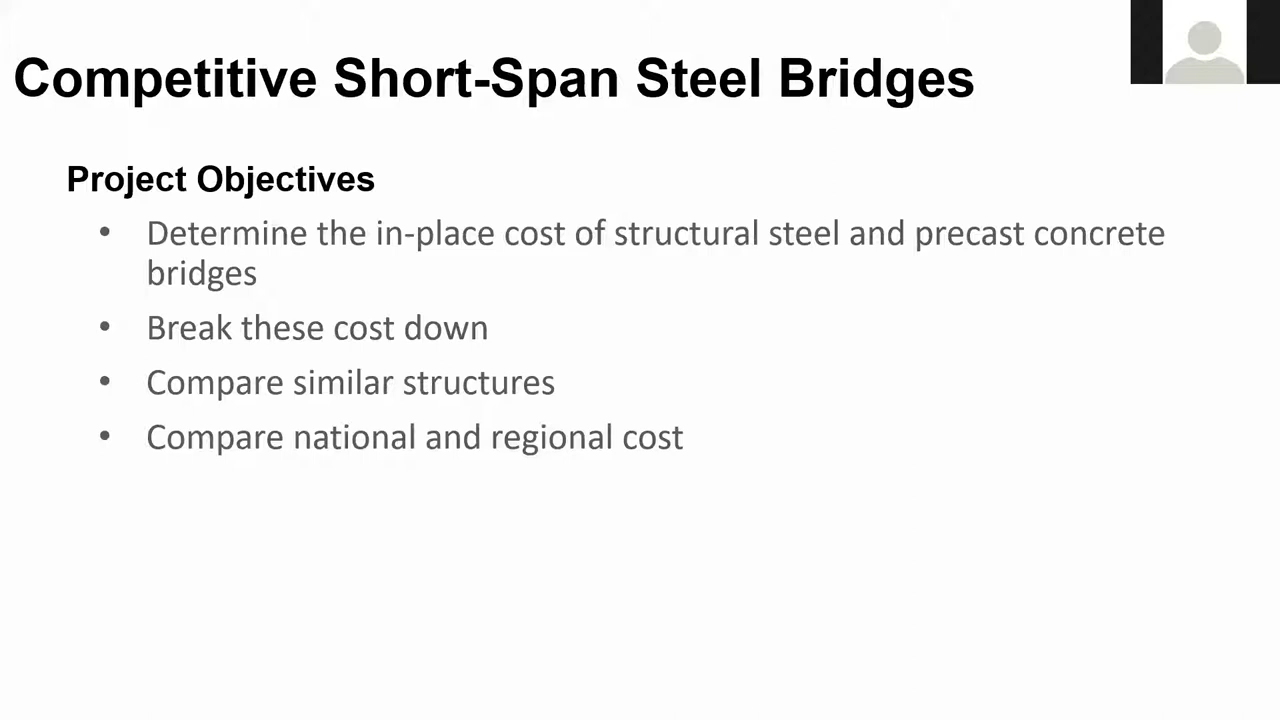 Competitive Short-Span Steel Bridges
Project Objectives
• Determine the in-place cost of structural steel and precast concrete
bridges
• Break these cost down
• Compare similar structures
• Compare national and regional cost